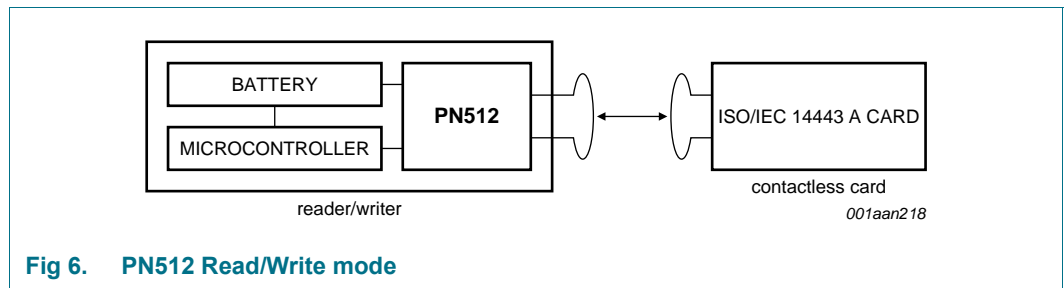 BATTERY
MICROCONTROLLER
PN512
ISO/IEC 14443 A CARD
reader/writer
contactless card
001aan218
Fig 6. PN512 Read/Write mode